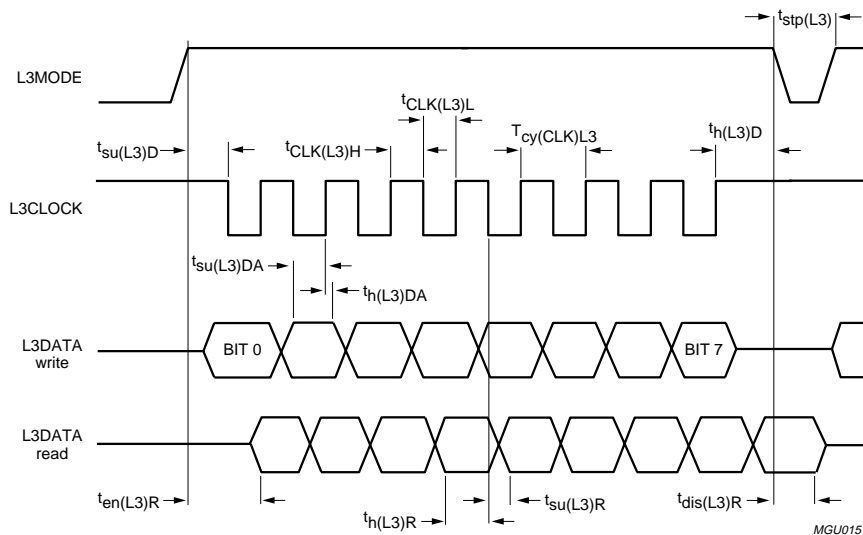 tstp(L3)
L3MODE
tCLK(L3)L
tsu(L3)D
tCLK(L3)H
Tcy(CLK)L3
th(L3)D
L3CLOCK
tsu(L3)DA
th(L3)DA
L3DATA
write
BIT 0
BIT 7
L3DATA
read
ten(L3)R
th(L3)R
tsu(L3)R
tdis(L3)R
MGU015